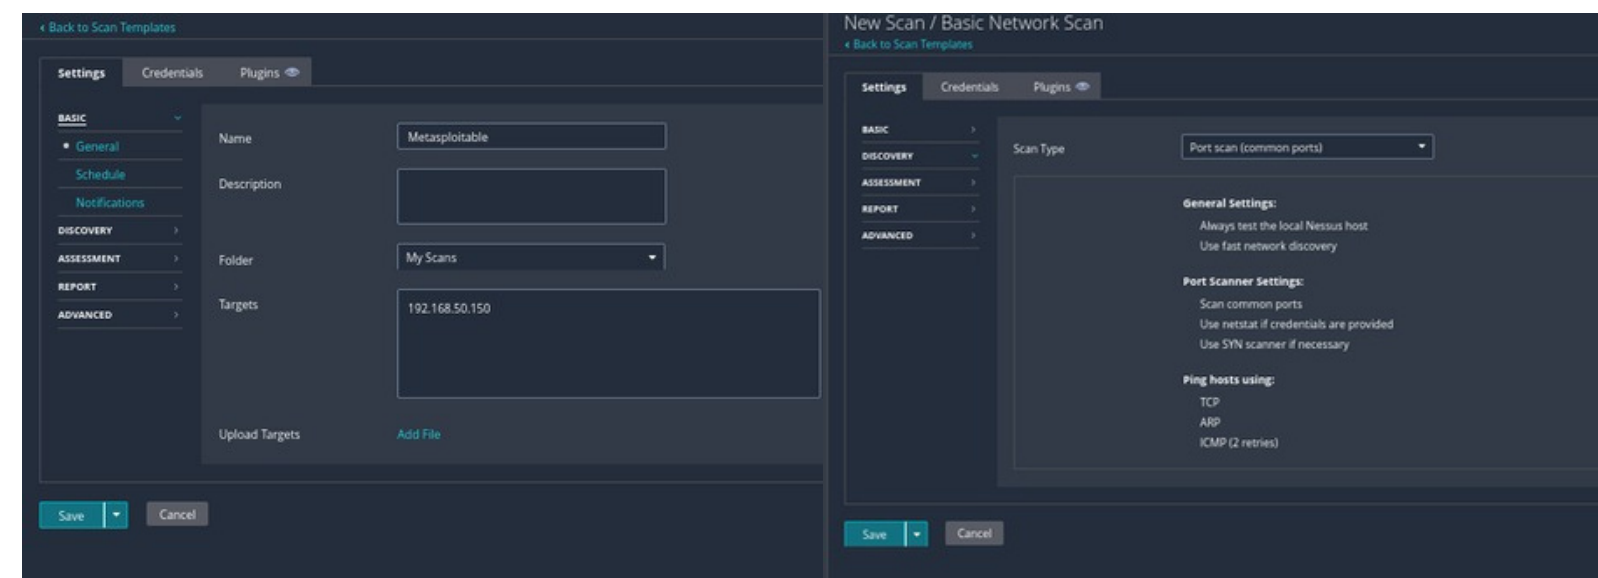 Back to Scan Templates
Settings Credentials Plugins
BASIC
General
Schedule
Notifications
DISCOVERY
ASSESSMENT
REPORT
ADVANCED
Name Metasploitable
Description
Folder My Scans
Targets 192.168.50.150
Upload Targets Add File
Save Cancel
New Scan / Basic Network Scan
Back to Scan Templates
Settings Credentials Plugins
BASIC
DISCOVERY
ASSESSMENT
REPORT
ADVANCED
Scan Type Port scan (common ports)
General Settings:
Always test the local Nessus host
Use fast network discovery
Port Scanner Settings:
Scan common ports
Use netstat if credentials are provided
Use SYN scanner if necessary
Ping hosts using:
TCP
ARP
ICMP (2 retries)
Save Cancel